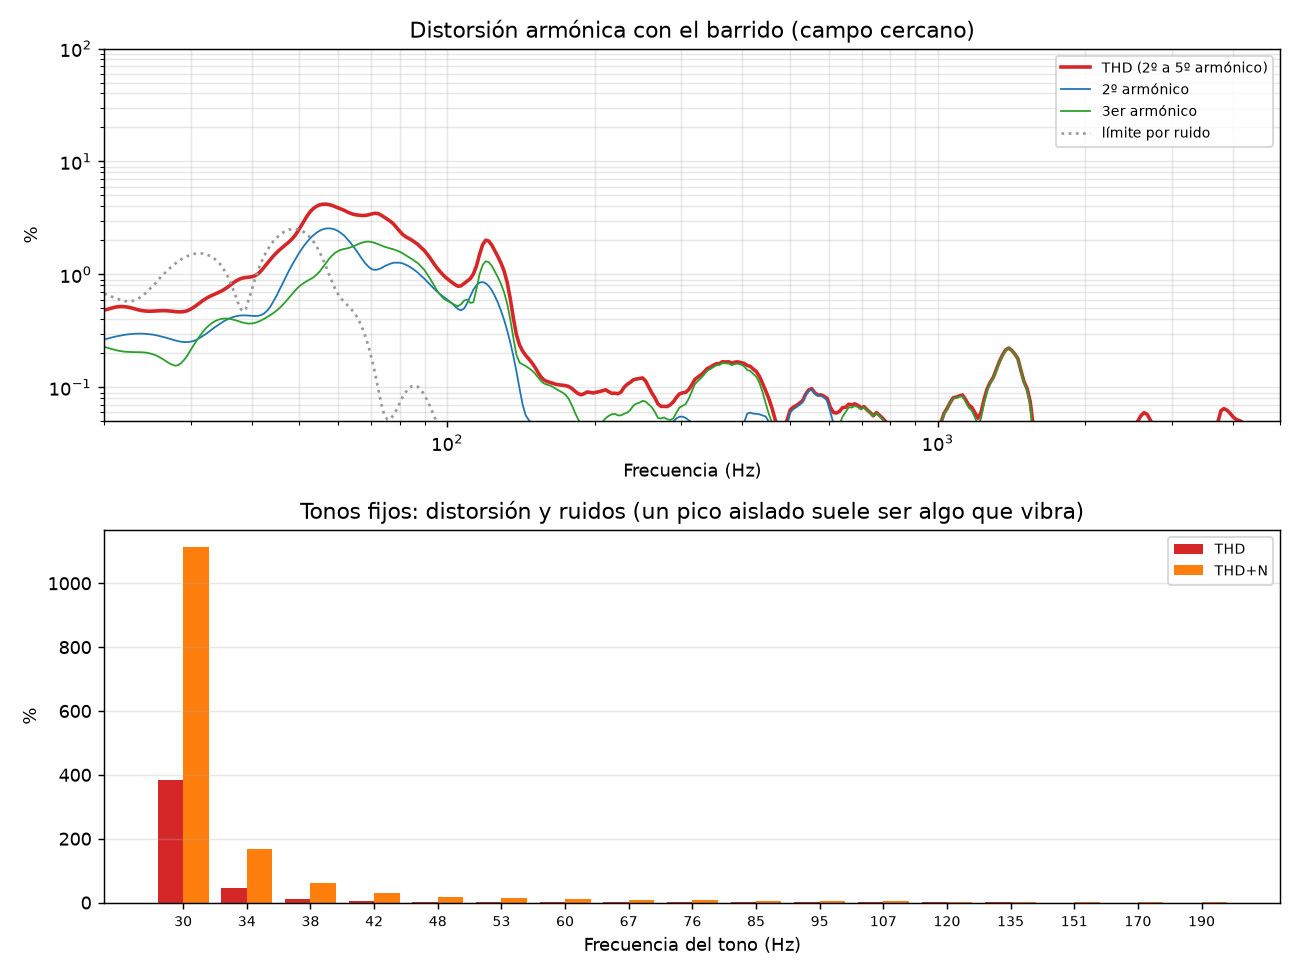 Distorsión armónica con el barrido (campo cercano)
10²
10¹
10⁰
10⁻¹
%
THD (2º a 5º armónico)
2º armónico
3er armónico
límite por ruido
10²
10³
Frecuencia (Hz)
Tonos fijos: distorsión y ruidos (un pico aislado suele ser algo que vibra)
1000
800
600
400
200
0
%
THD
THD+N
30 34 38 42 48 53 60 67 76 85 95 107 120 135 151 170 190
Frecuencia del tono (Hz)